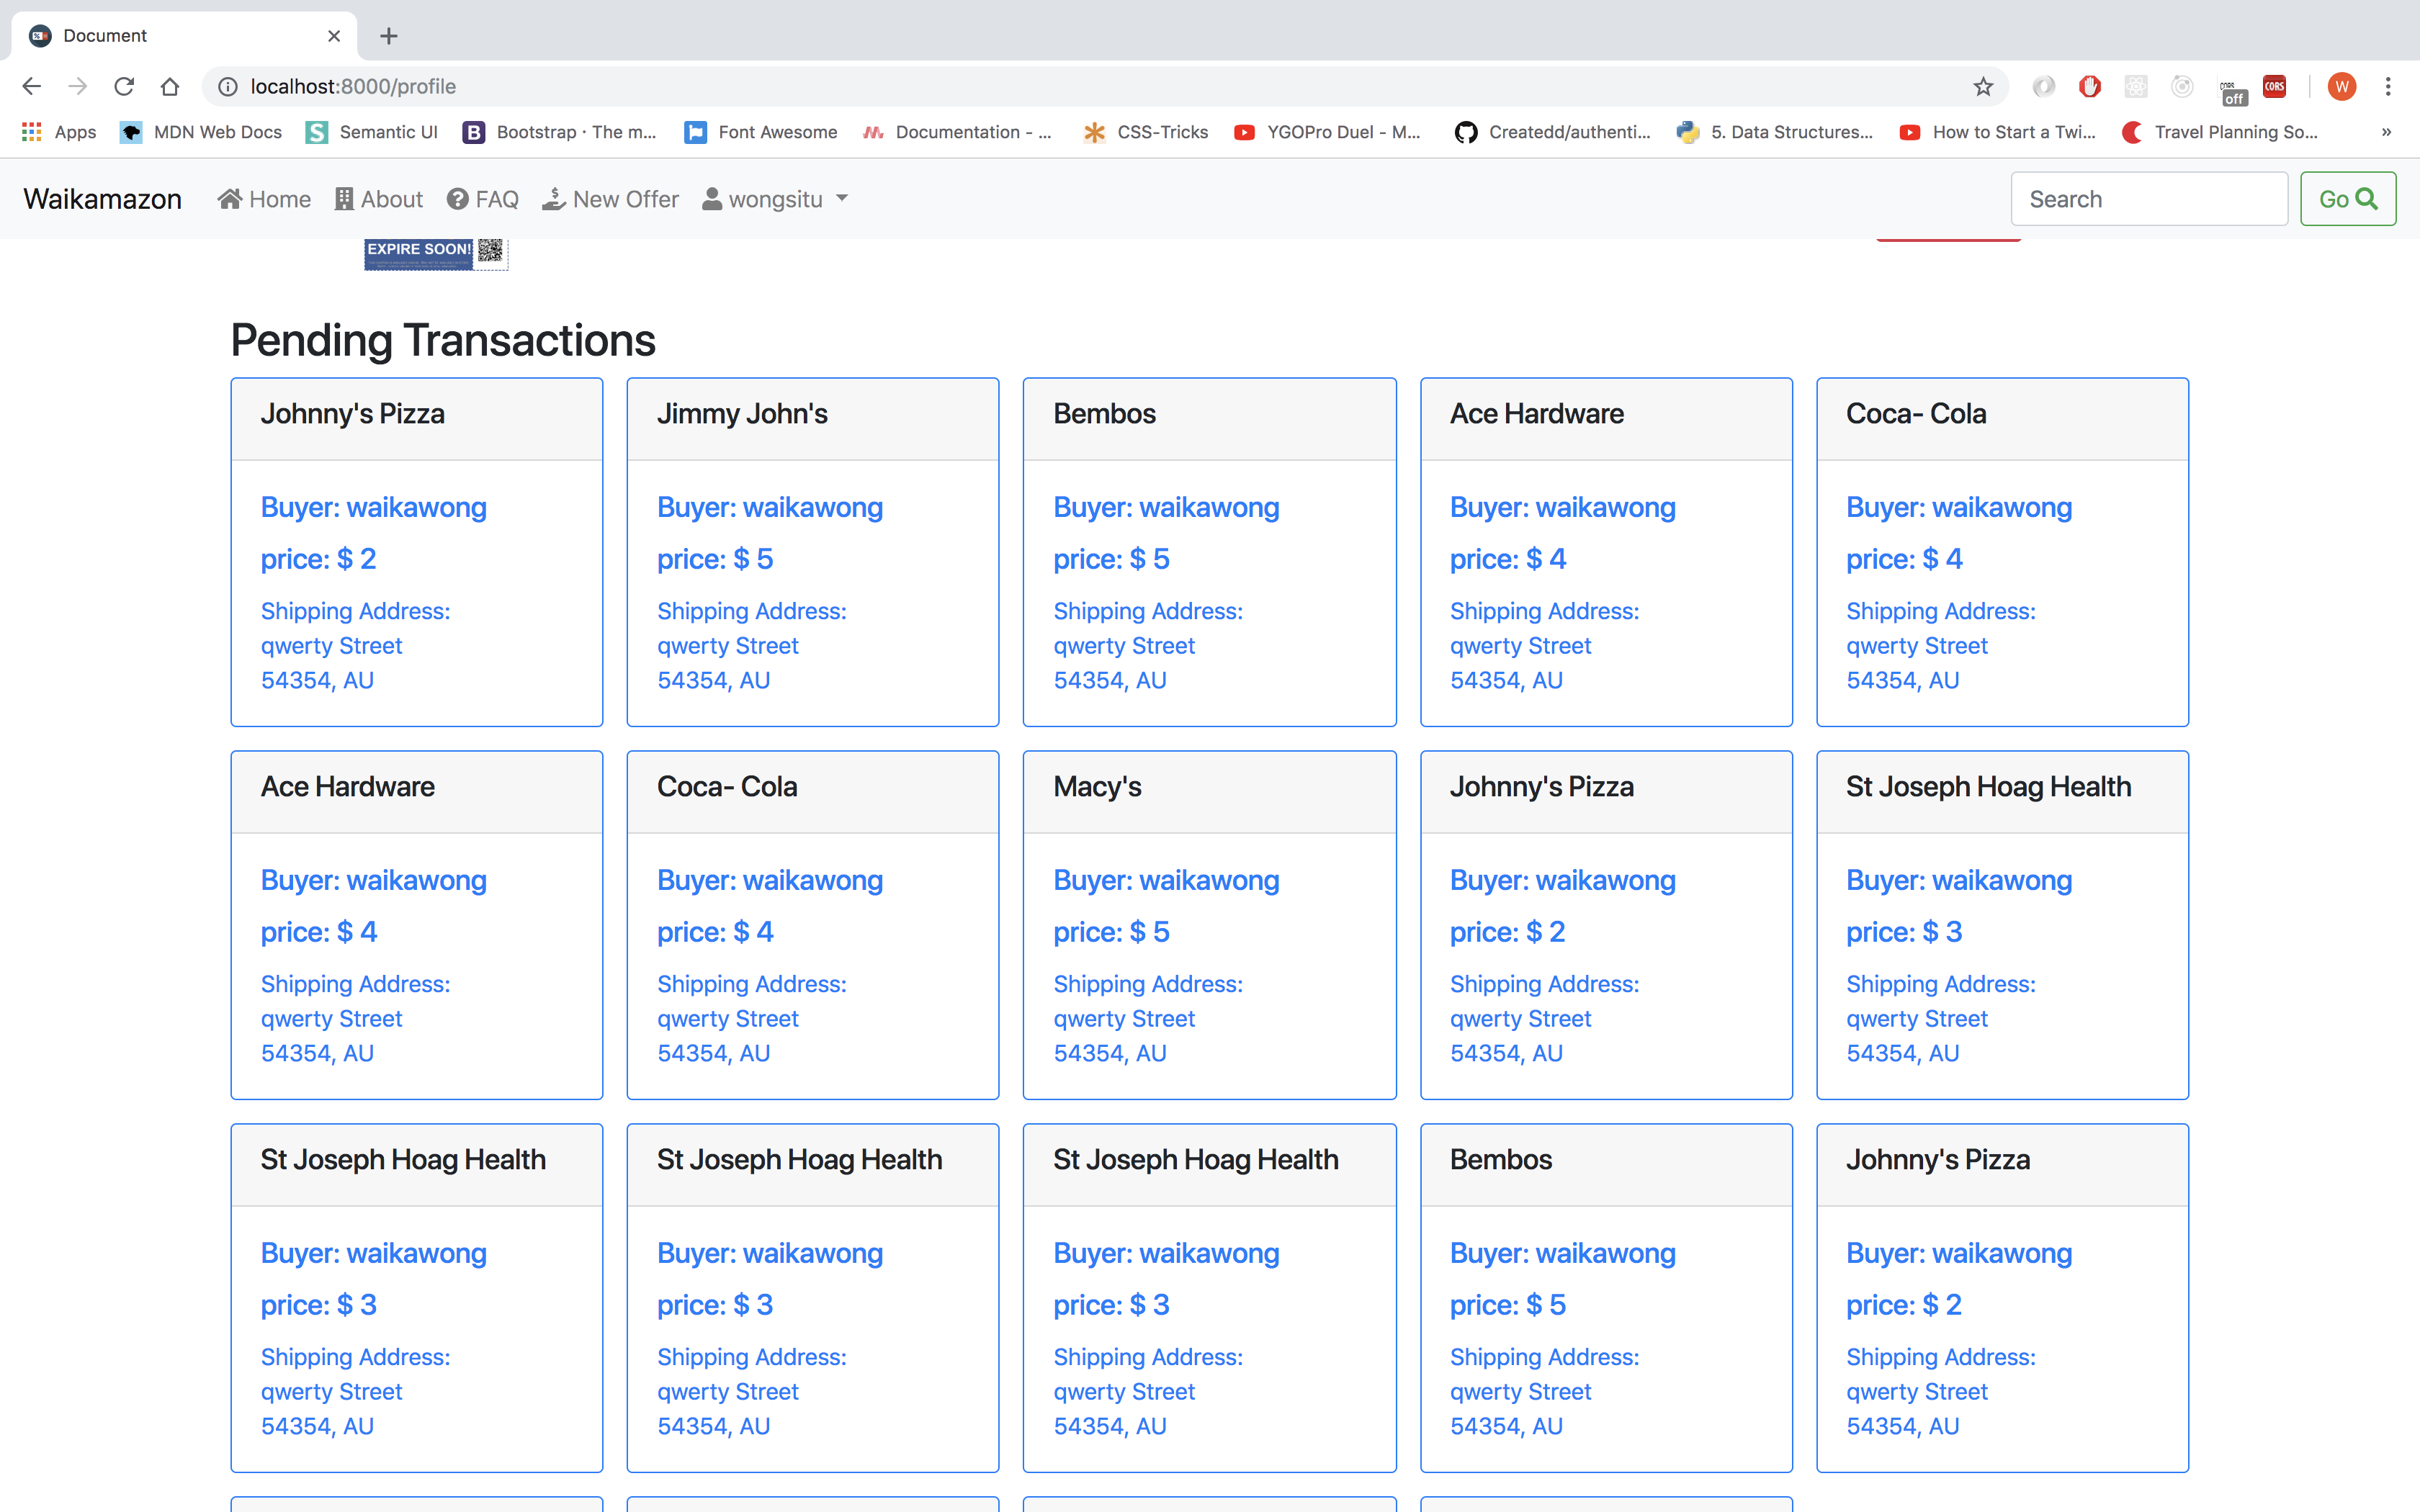 Document
localhost:8000/profile
off
CORS
W
Apps
MDN Web Docs
Semantic UI
Bootstrap · The m...
Font Awesome
Documentation - ...
CSS-Tricks
YGOPro Duel - M...
Createdd/authenti...
5. Data Structures...
How to Start a Twi...
Travel Planning So...
»
Waikamazon
Home
About
FAQ
New Offer
wongsitu
Search
Go
EXPIRE SOON!
Pending Transactions
Johnny's Pizza
Buyer: waikawong
price: $ 2
Shipping Address:
qwerty Street
54354, AU
Jimmy John's
Buyer: waikawong
price: $ 5
Shipping Address:
qwerty Street
54354, AU
Bembos
Buyer: waikawong
price: $ 5
Shipping Address:
qwerty Street
54354, AU
Ace Hardware
Buyer: waikawong
price: $ 4
Shipping Address:
qwerty Street
54354, AU
Coca- Cola
Buyer: waikawong
price: $ 4
Shipping Address:
qwerty Street
54354, AU
Ace Hardware
Buyer: waikawong
price: $ 4
Shipping Address:
qwerty Street
54354, AU
Coca- Cola
Buyer: waikawong
price: $ 4
Shipping Address:
qwerty Street
54354, AU
Macy's
Buyer: waikawong
price: $ 5
Shipping Address:
qwerty Street
54354, AU
Johnny's Pizza
Buyer: waikawong
price: $ 2
Shipping Address:
qwerty Street
54354, AU
St Joseph Hoag Health
Buyer: waikawong
price: $ 3
Shipping Address:
qwerty Street
54354, AU
St Joseph Hoag Health
Buyer: waikawong
price: $ 3
Shipping Address:
qwerty Street
54354, AU
St Joseph Hoag Health
Buyer: waikawong
price: $ 3
Shipping Address:
qwerty Street
54354, AU
St Joseph Hoag Health
Buyer: waikawong
price: $ 3
Shipping Address:
qwerty Street
54354, AU
Bembos
Buyer: waikawong
price: $ 5
Shipping Address:
qwerty Street
54354, AU
Johnny's Pizza
Buyer: waikawong
price: $ 2
Shipping Address:
qwerty Street
54354, AU